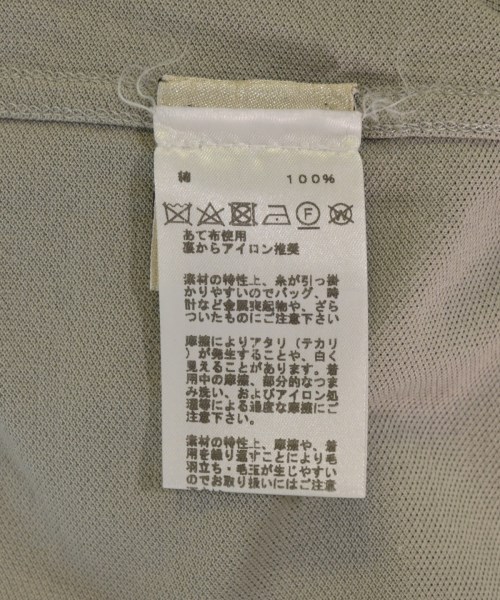 綿 100%
F W
あて布使用
裏からアイロン推奨
素材の特性上、糸が引っ掛
かりやすいのでバッグ、時
計など金属突起物や、ざら
ついたものにご注意下さい
摩擦によりアタリ(テカリ
)が発生することや、白く
見えることがあります。着
用中の摩擦、部分的なつま
み洗い、およびアイロン処
理等による過度な摩擦にご
注意下さい。
素材の特性上、摩擦や、着
用を繰り返すことにより毛
羽立ち・毛玉が生じやすい
のでお取り扱いにはご注意